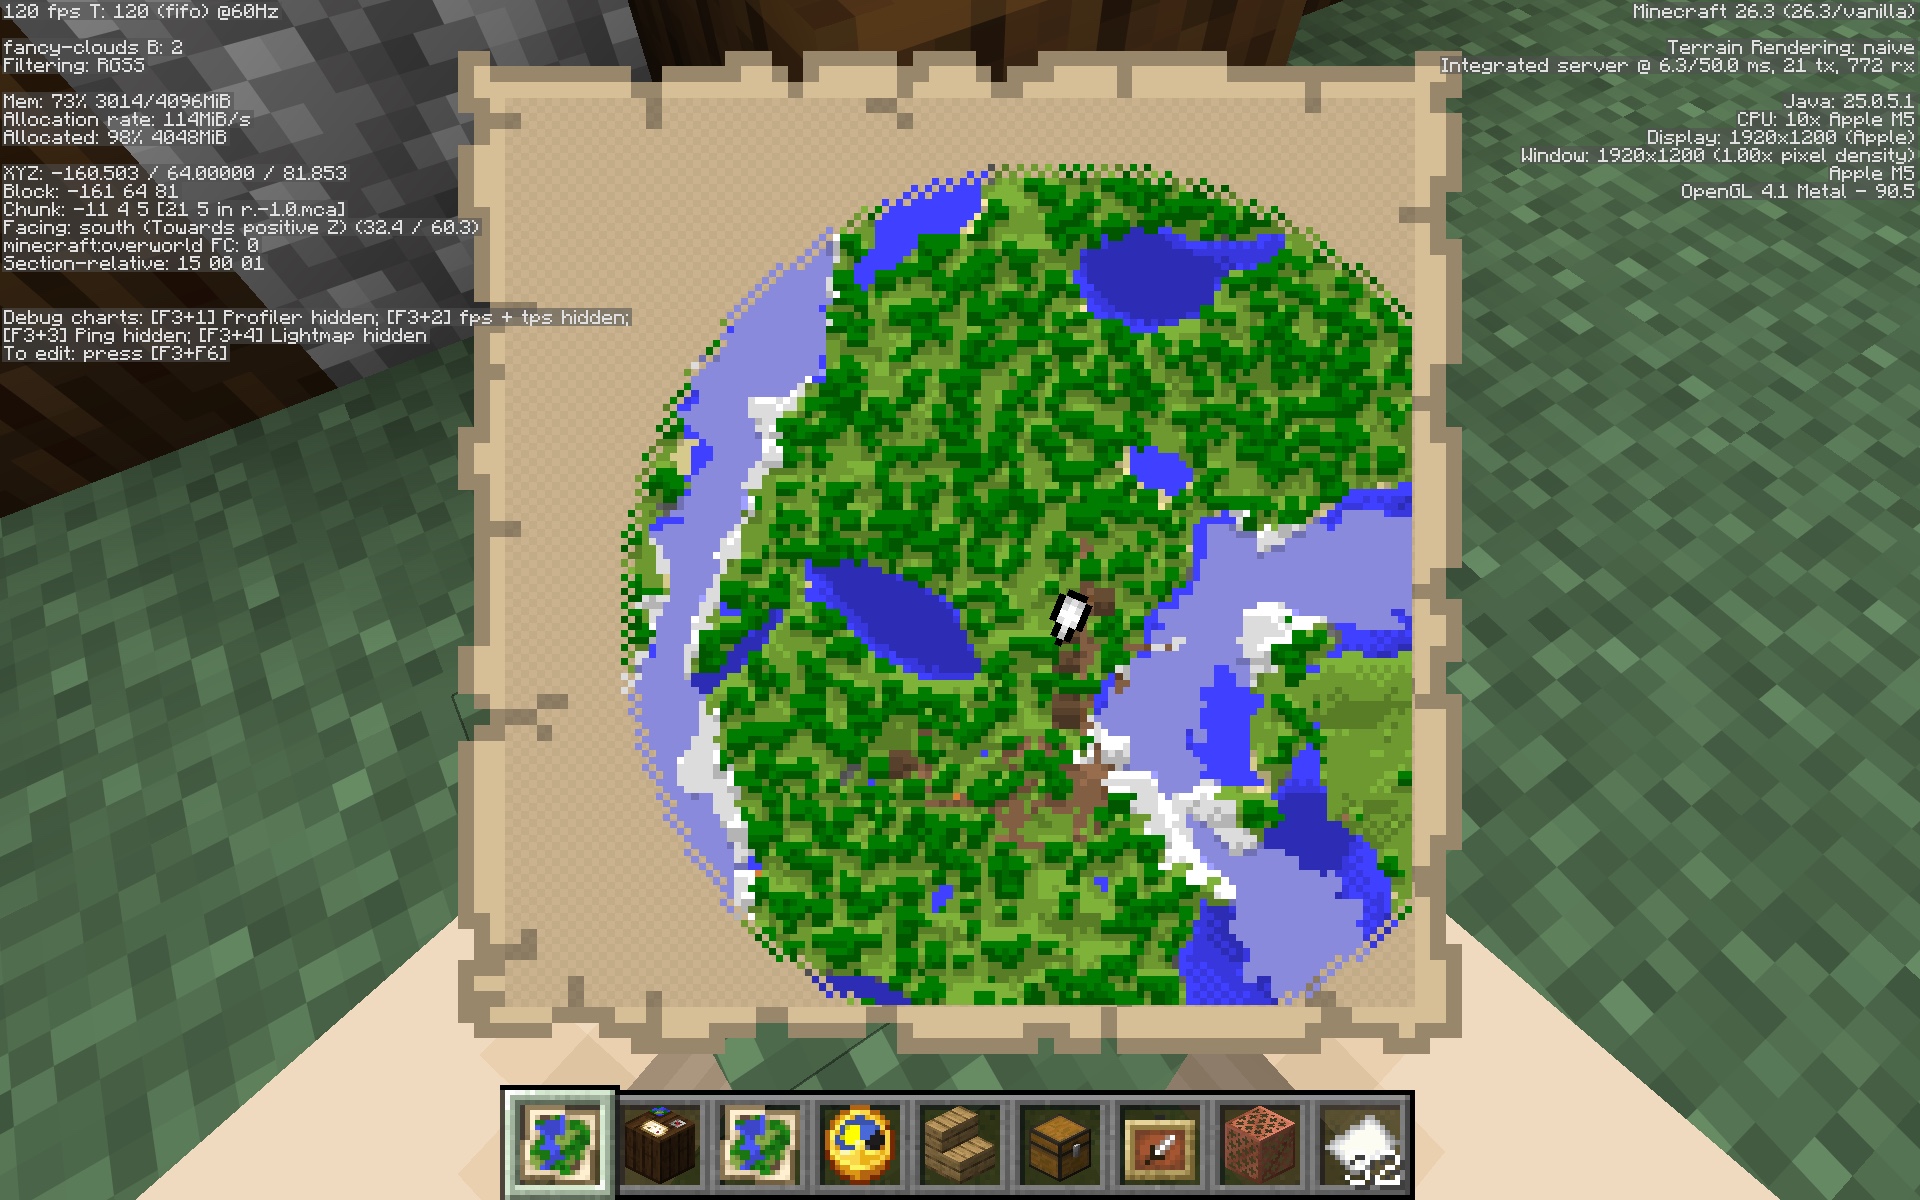 120 fps T: 120 (fifo) @60Hz
fancy-clouds B: 2
Filtering: RGSS
Mem: 73% 3014/4096MiB
Allocation rate: 114MiB/s
Allocated: 98% 4048MiB
XYZ: -160.503 / 64.00000 / 81.853
Block: -161 64 81
Chunk: -11 4 5 [21 5 in r.-1.0.mca]
Facing: south (Towards positive Z) (32.4 / 60.3)
minecraft:overworld FC: 0
Section-relative: 15 00 01
Debug charts: [F3+1] Profiler hidden; [F3+2] fps + tps hidden;
[F3+3] Ping hidden; [F3+4] Lightmap hidden
To edit: press [F3+F6]
Minecraft 26.3 (26.3/vanilla)
Terrain Rendering: naive
Integrated server @ 6.3/50.0 ms, 21 tx, 772 rx
Java: 25.0.5.1
CPU: 10x Apple M5
Display: 1920x1200 (Apple)
Window: 1920x1200 (1.00x pixel density)
Apple M5
OpenGL 4.1 Metal - 90.5
92